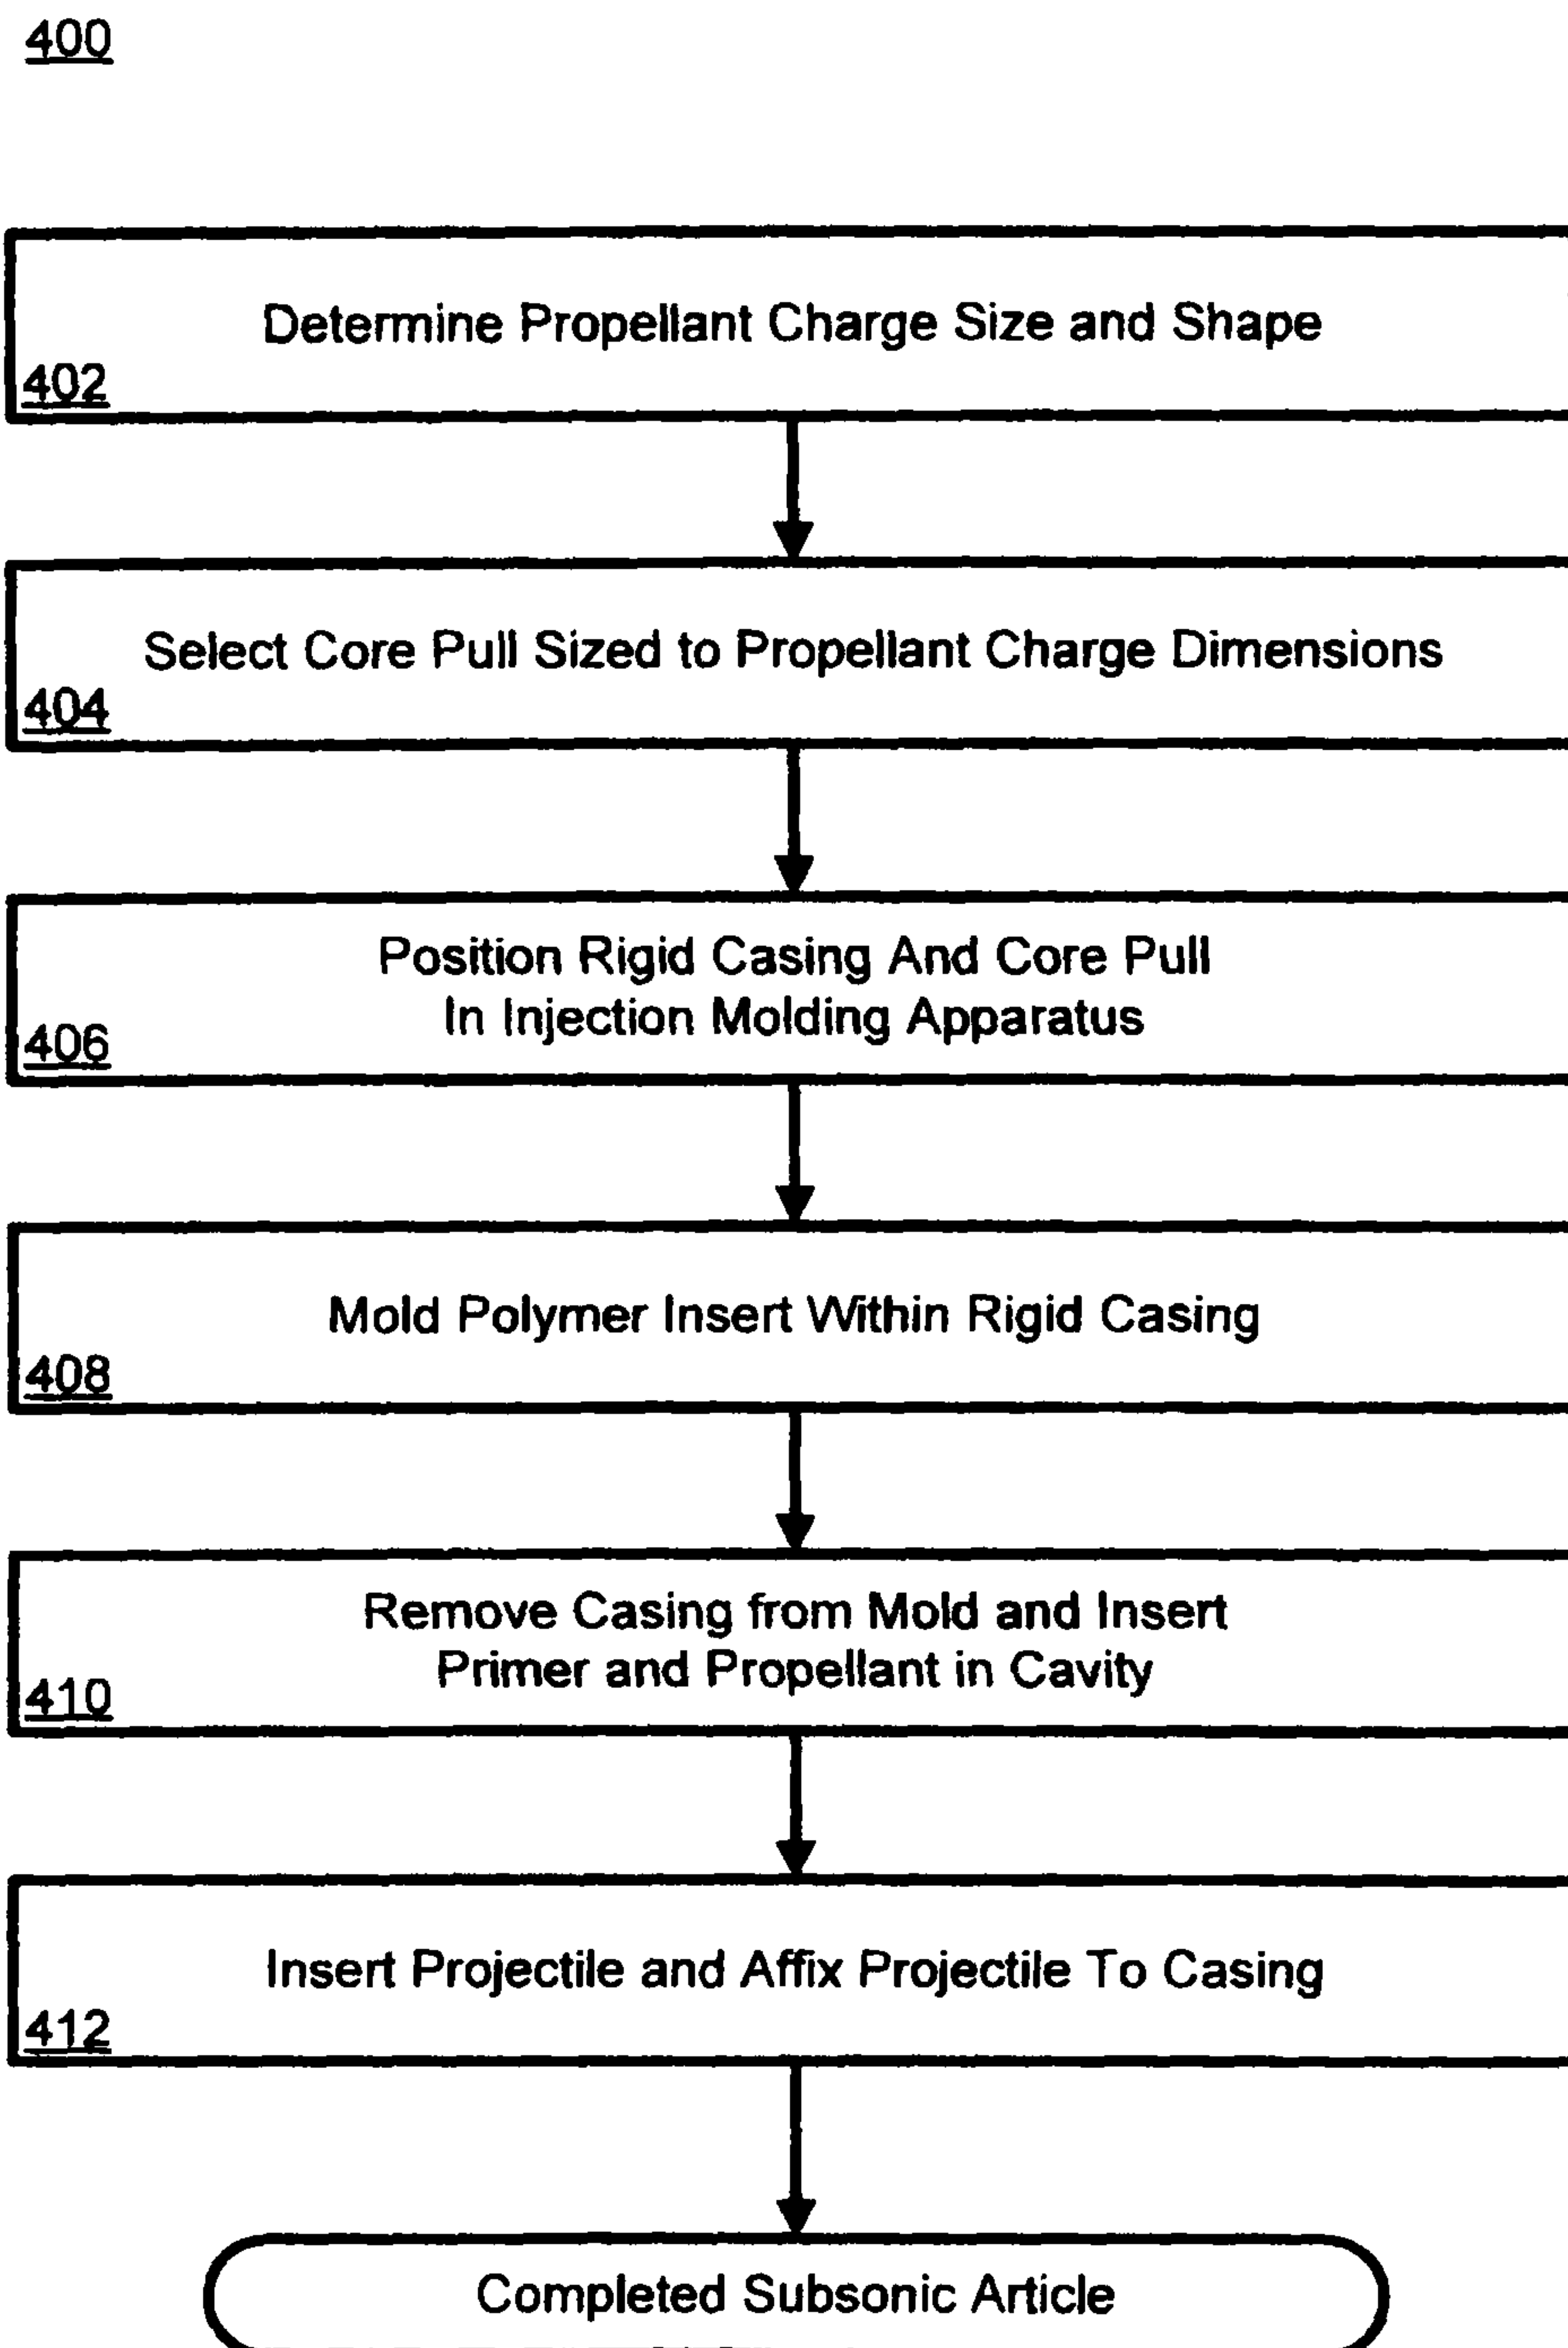 400
Determine Propellant Charge Size and Shape
402
Select Core Pull Sized to Propellant Charge Dimensions
404
Position Rigid Casing And Core Pull
In Injection Molding Apparatus
406
Mold Polymer Insert Within Rigid Casing
408
Remove Casing from Mold and Insert
Primer and Propellant in Cavity
410
Insert Projectile and Affix Projectile To Casing
412
Completed Subsonic Article